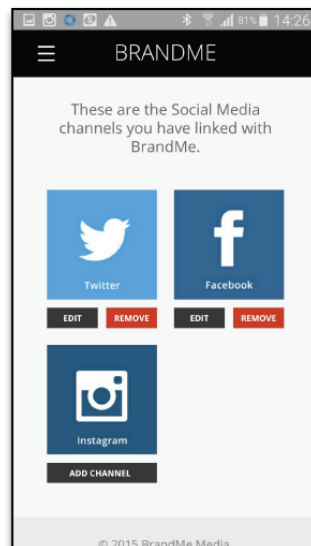 81% 14:26
BRANDME
These are the Social Media
channels you have linked with
BrandMe.
Twitter
Facebook
EDIT REMOVE EDIT REMOVE
Instagram
ADD CHANNEL
© 2015 BrandMe Media